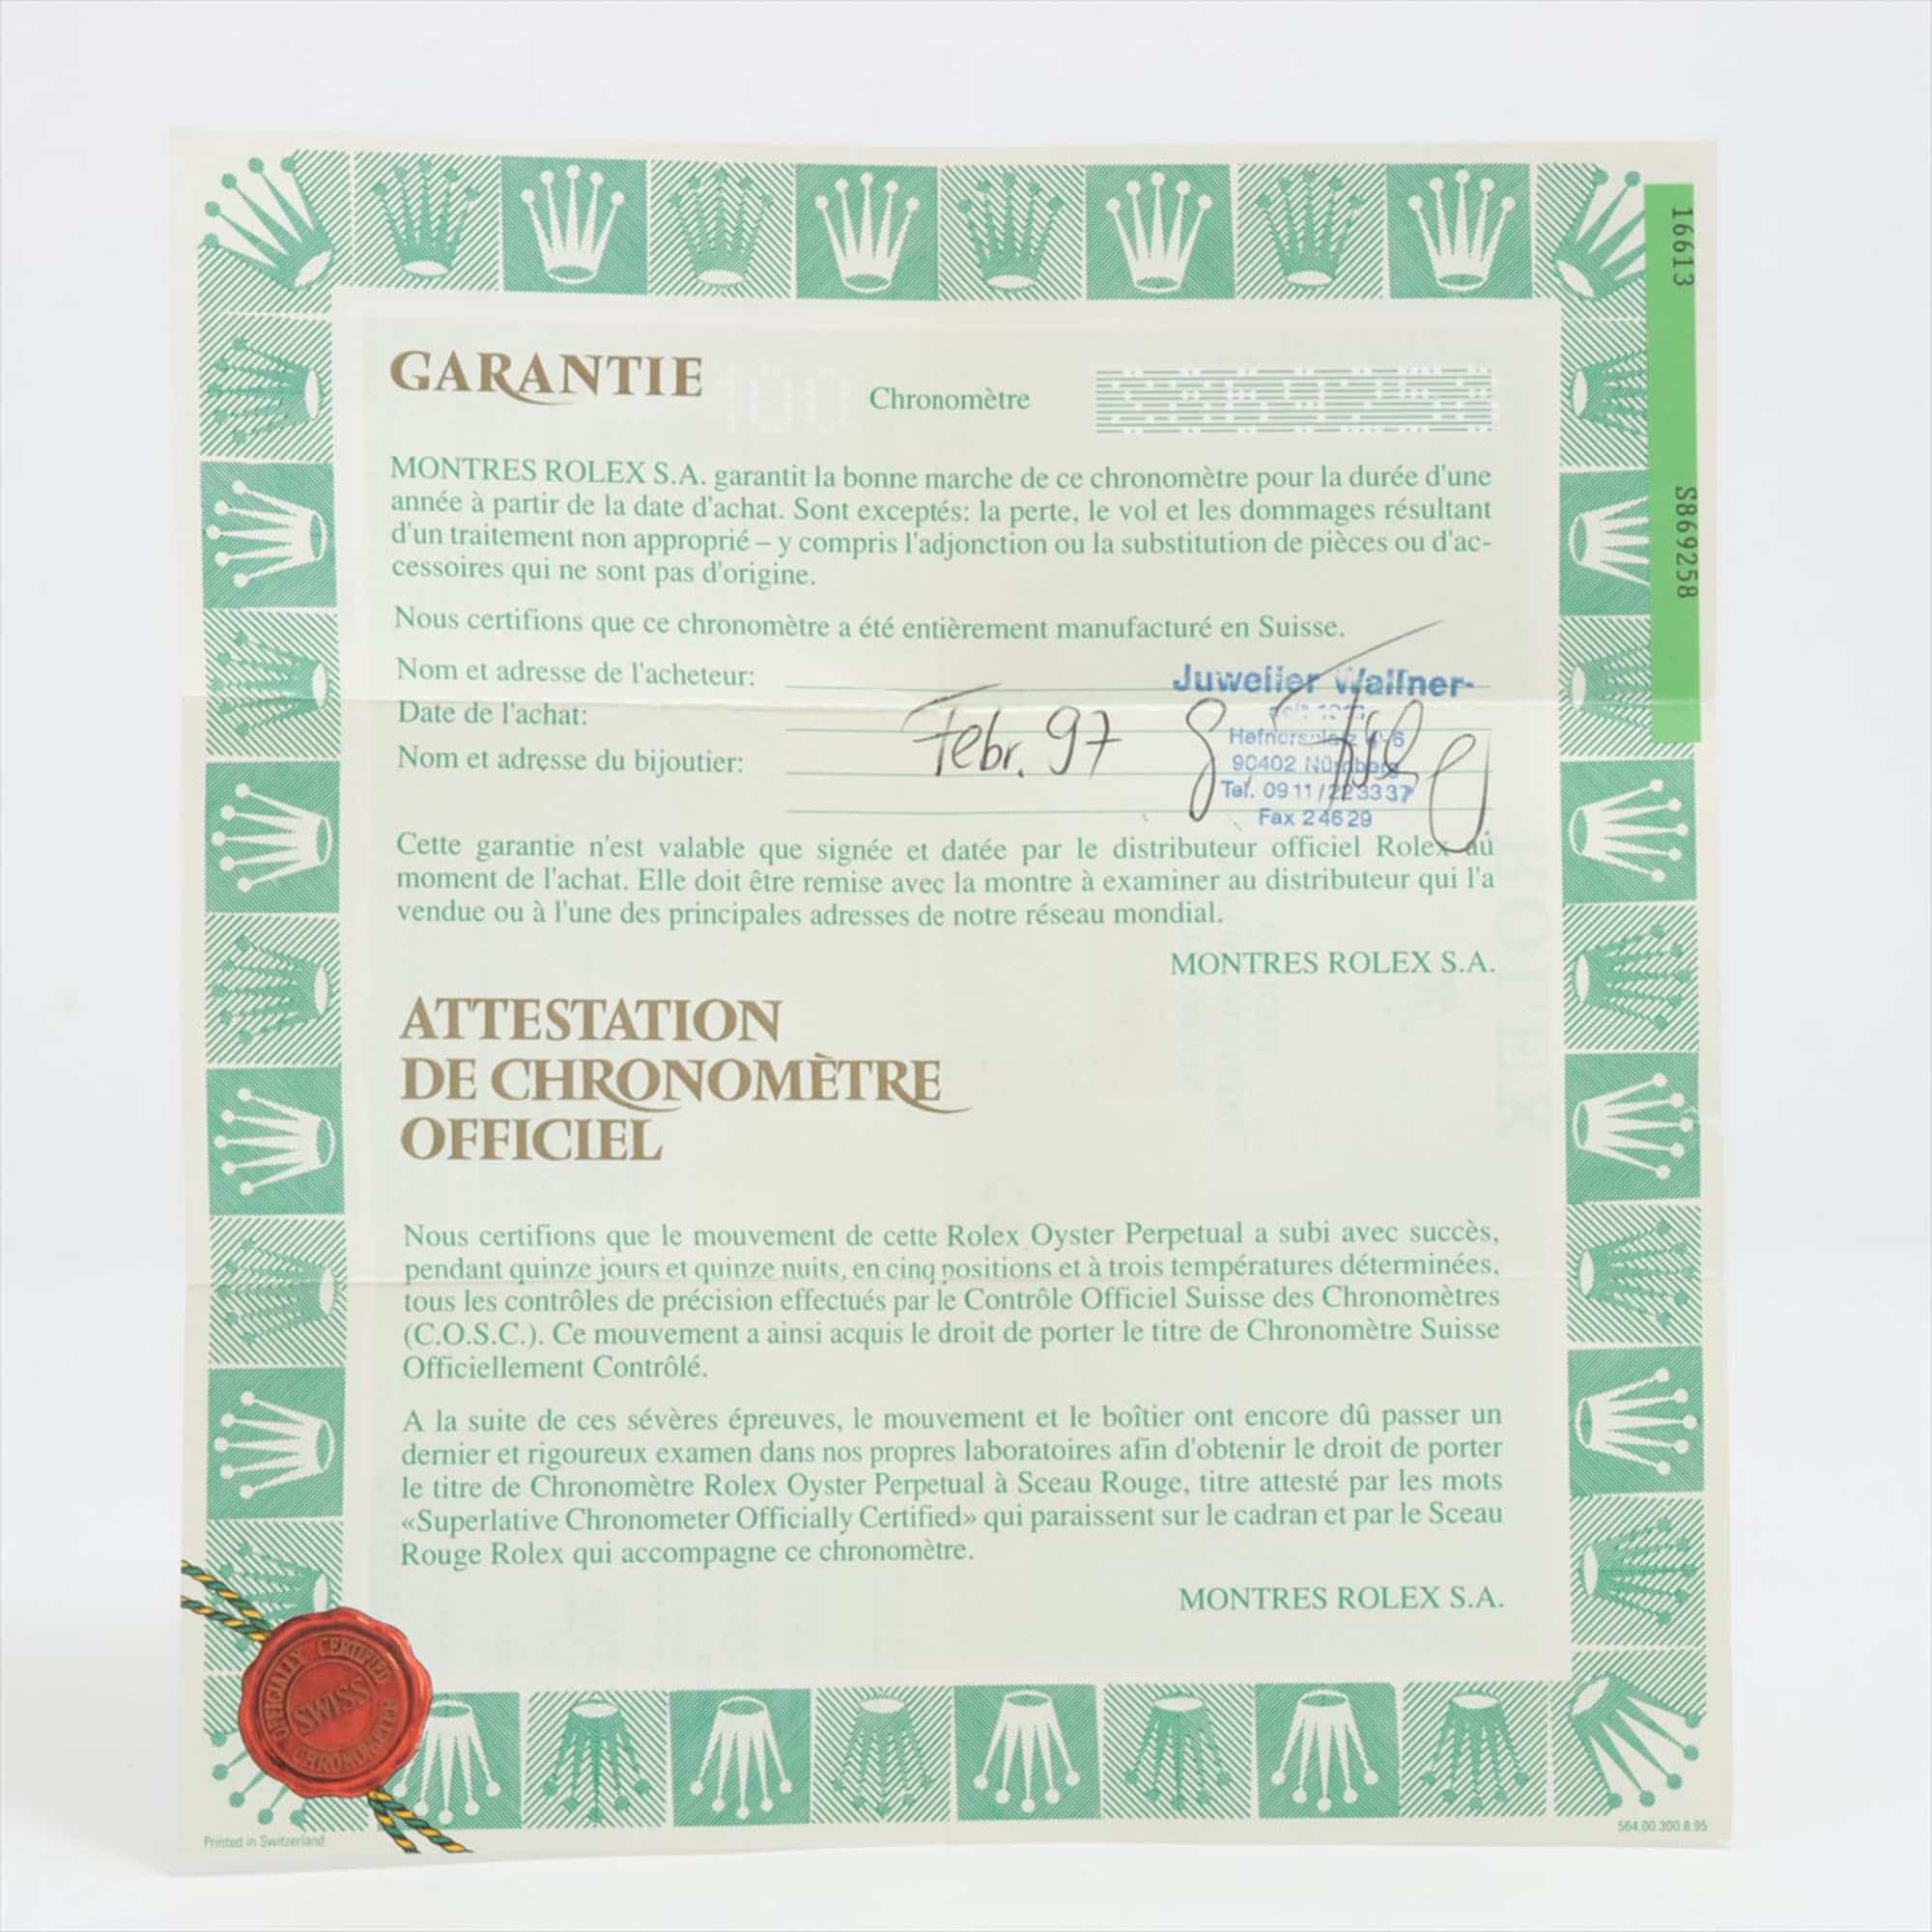 16613
S869258
GARANTIE
Chronomètre
MONTRES ROLEX S.A. garantit la bonne marche de ce chronomètre pour la durée d'une
année à partir de la date d'achat. Sont exceptés: la perte, le vol et les dommages résultant
d'un traitement non approprié – y compris l'adjonction ou la substitution de pièces ou d'ac-
cessoires qui ne sont pas d'origine.
Nous certifions que ce chronomètre a été entièrement manufacturé en Suisse.
Nom et adresse de l'acheteur:
Juwelier Wallner
Date de l'achat:
Febr. 97
Nom et adresse du bijoutier:
Hefnersplatz
90402 Nürnberg
Tel. 09 11 / 22 33 37
Fax 2 46 29
Cette garantie n'est valable que signée et datée par le distributeur officiel Rolex au
moment de l'achat. Elle doit être remise avec la montre à examiner au distributeur qui l'a
vendue ou à l'une des principales adresses de notre réseau mondial.
MONTRES ROLEX S.A.
ATTESTATION
DE CHRONOMÈTRE
OFFICIEL
Nous certifions que le mouvement de cette Rolex Oyster Perpetual a subi avec succès,
pendant quinze jours et quinze nuits, en cinq positions et à trois températures déterminées,
tous les contrôles de précision effectués par le Contrôle Officiel Suisse des Chronomètres
(C.O.S.C.). Ce mouvement a ainsi acquis le droit de porter le titre de Chronomètre Suisse
Officiellement Contrôlé.
A la suite de ces sévères épreuves, le mouvement et le boîtier ont encore dû passer un
dernier et rigoureux examen dans nos propres laboratoires afin d'obtenir le droit de porter
le titre de Chronomètre Rolex Oyster Perpetual à Sceau Rouge, titre attesté par les mots
«Superlative Chronometer Officially Certified» qui paraissent sur le cadran et par le Sceau
Rouge Rolex qui accompagne ce chronomètre.
MONTRES ROLEX S.A.
OFFICIALLY CERTIFIED
SWISS
CHRONOMETER
Printed in Switzerland
564.00.300.8.95